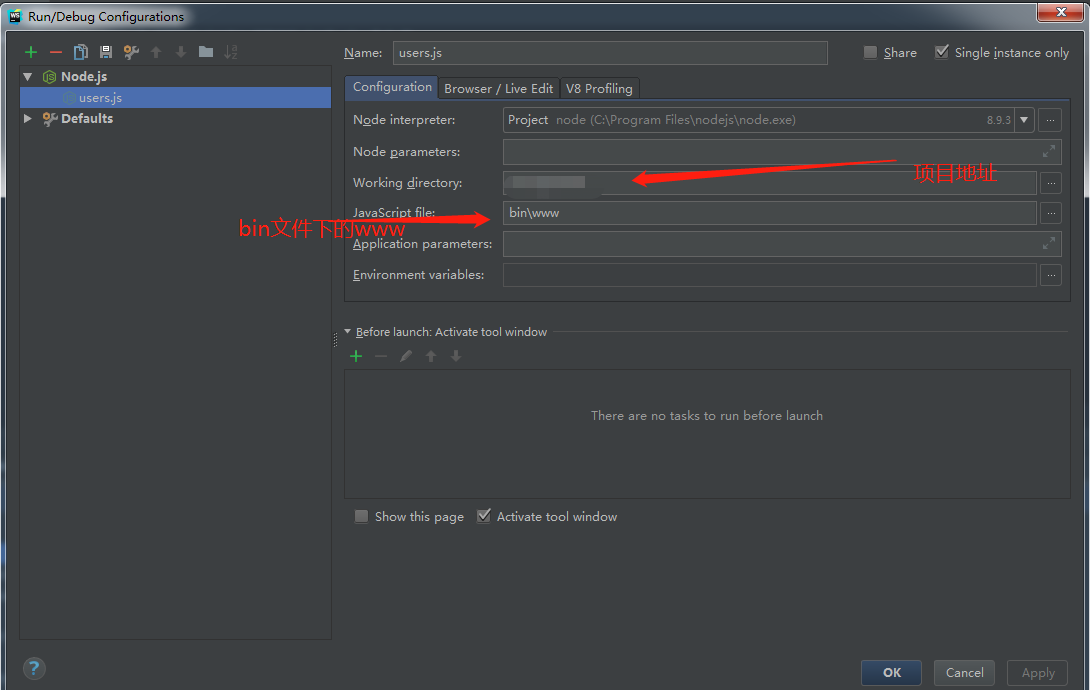 Run/Debug Configurations
Name: users.js Share Single instance only
Node.js
users.js
Defaults
Configuration Browser / Live Edit V8 Profiling
Node interpreter: Project node (C:\Program Files\nodejs\node.exe) 8.9.3
Node parameters:
Working directory:
项目地址
JavaScript file: bin\www
bin文件下的www
Application parameters:
Environment variables:
Before launch: Activate tool window
There are no tasks to run before launch
Show this page Activate tool window
OK Cancel Apply